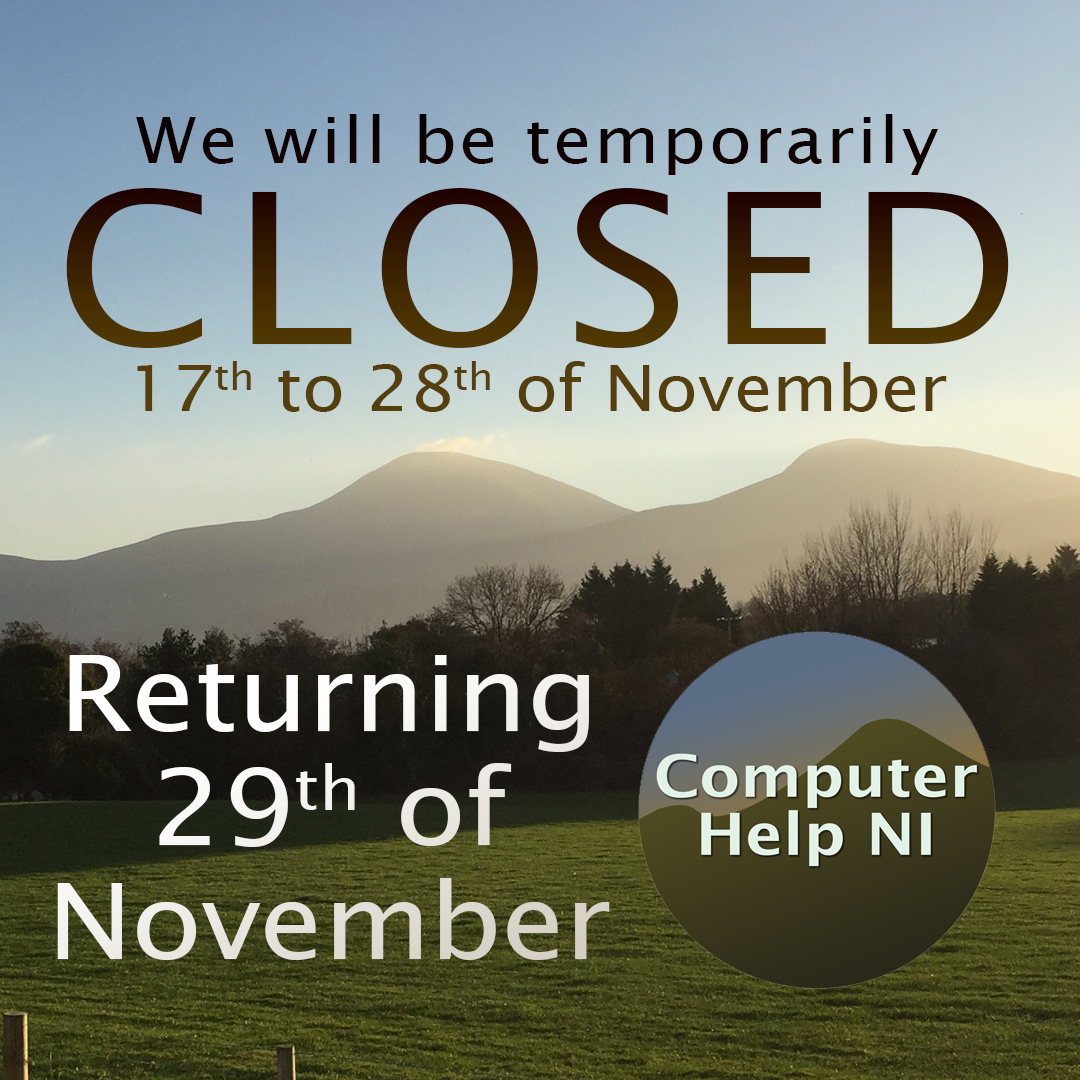 We will be temporarily
CLOSED
17th to 28th of November
Returning
29th of
November
Computer
Help NI